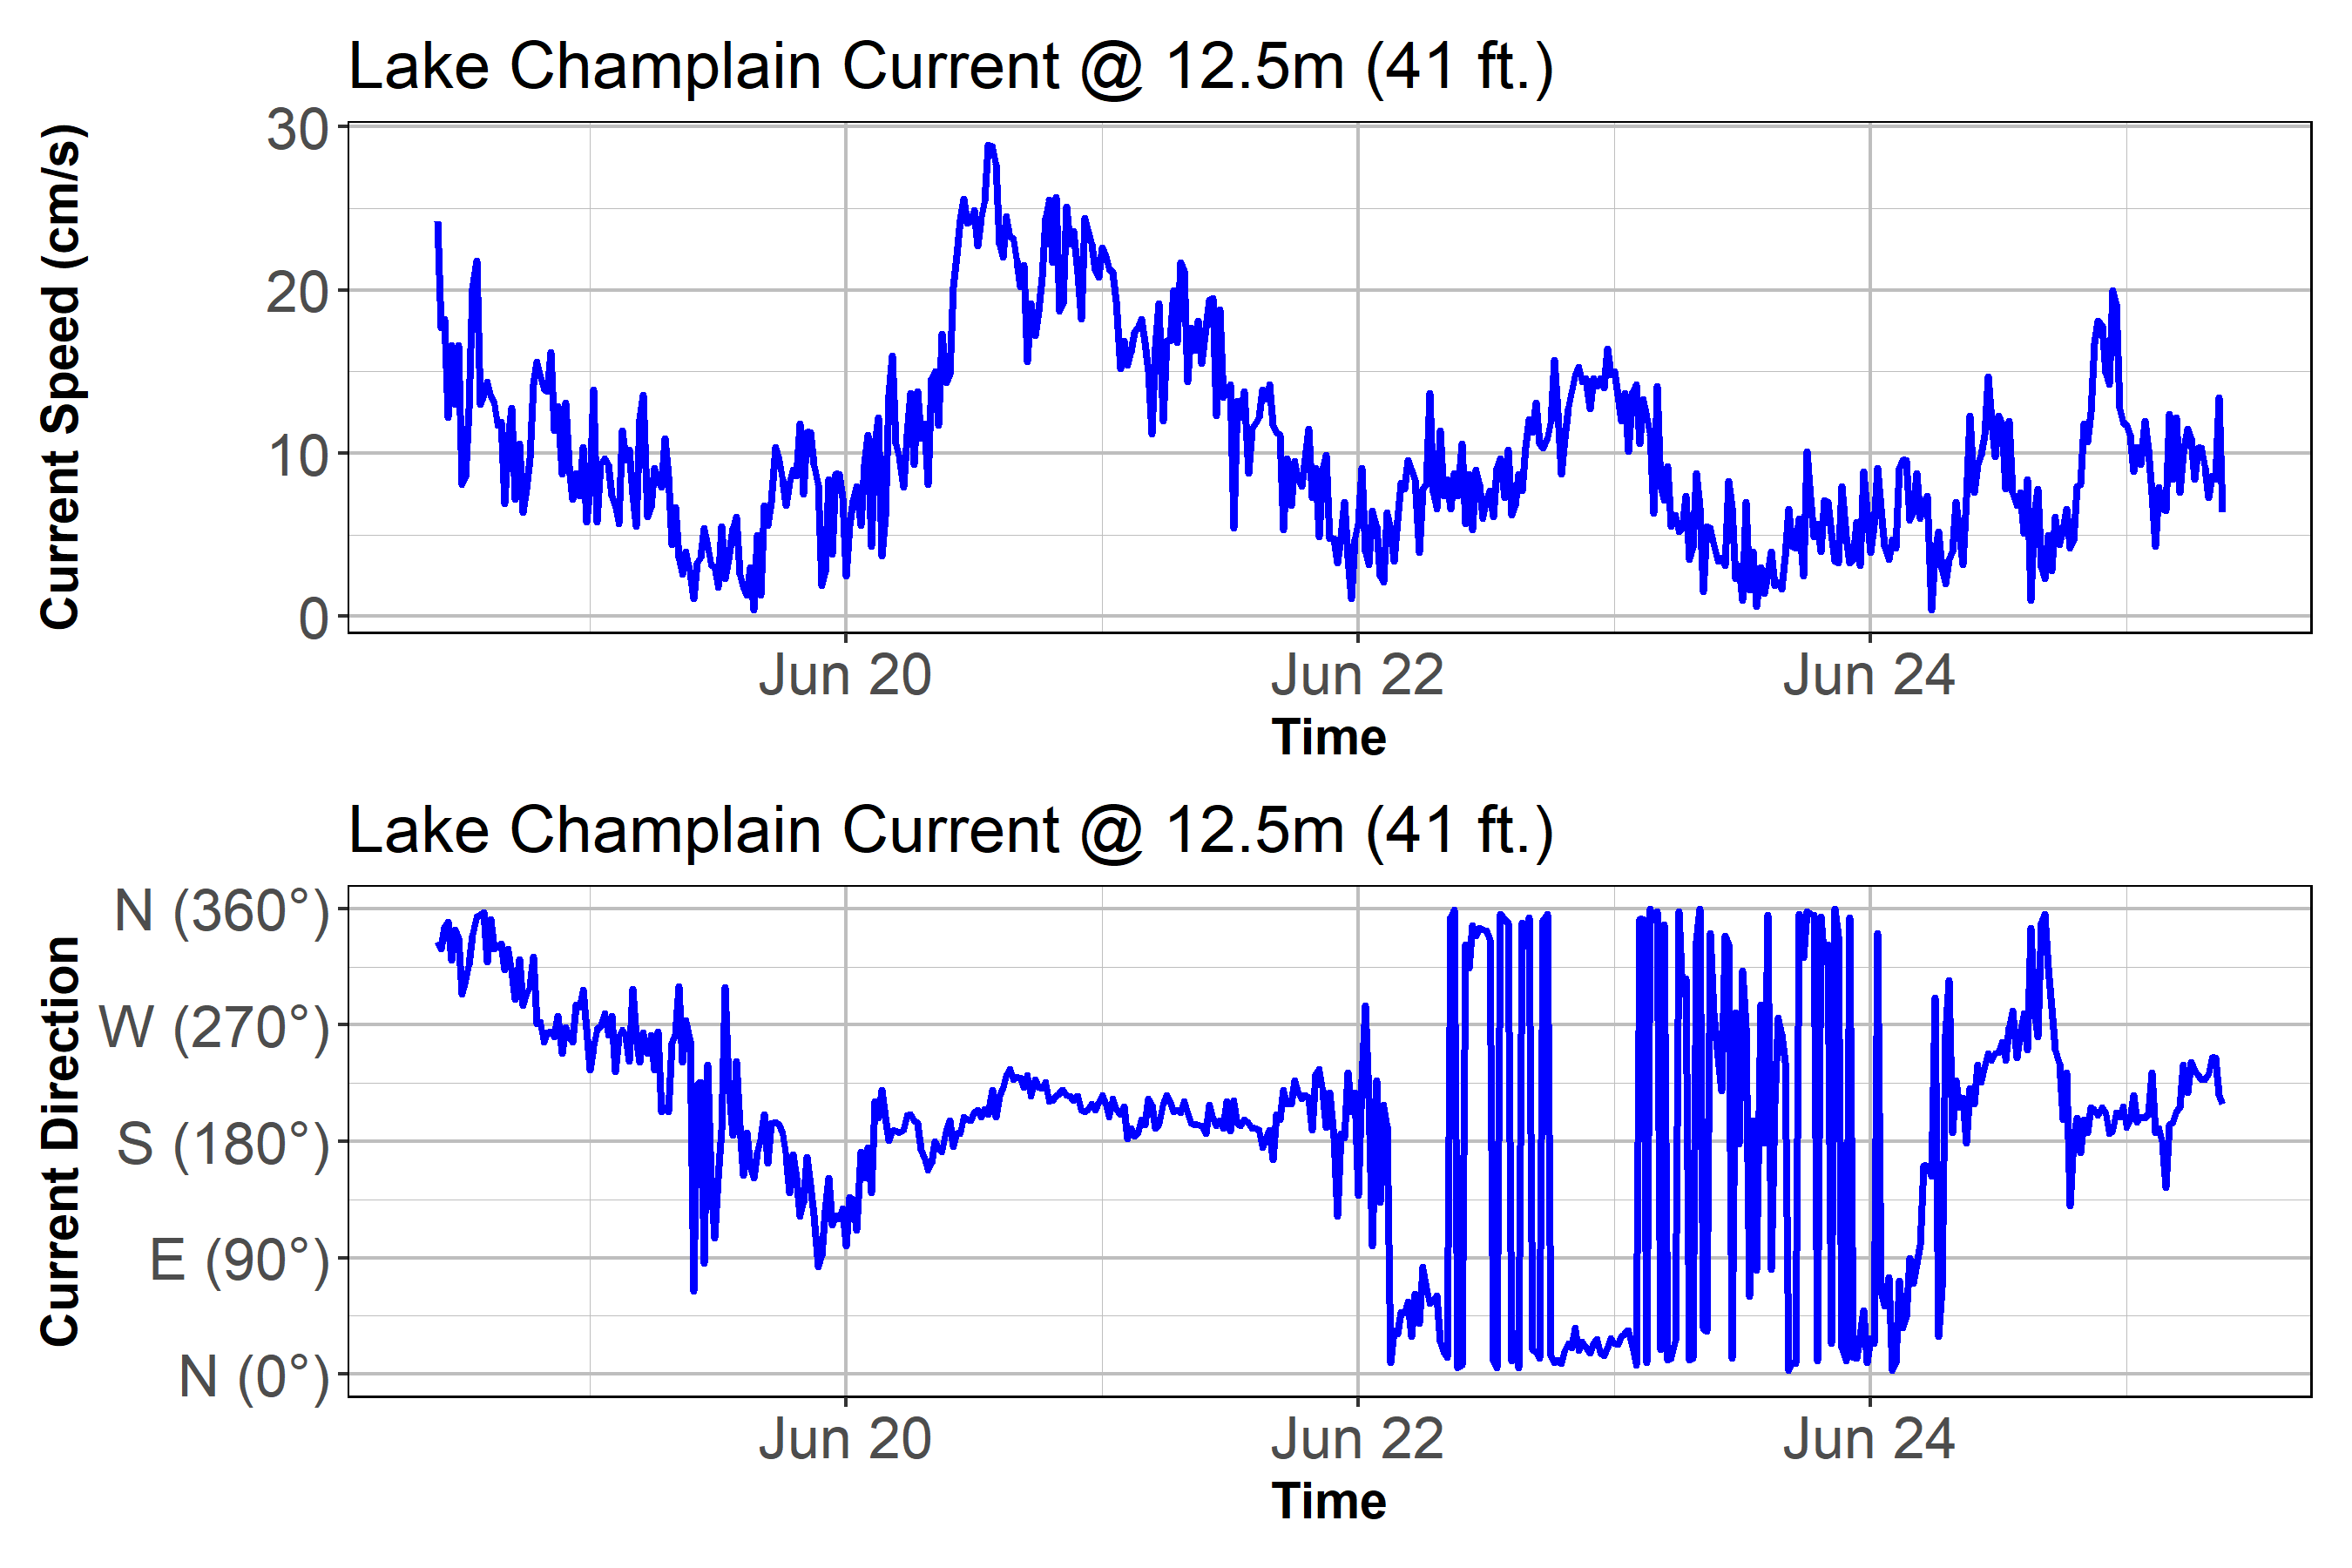 Lake Champlain Current @ 12.5m (41 ft.)
Current Speed (cm/s)
30
20
10
0
Jun 20 Jun 22 Jun 24
Time
Lake Champlain Current @ 12.5m (41 ft.)
Current Direction
N (360°)
W (270°)
S (180°)
E (90°)
N (0°)
Jun 20 Jun 22 Jun 24
Time